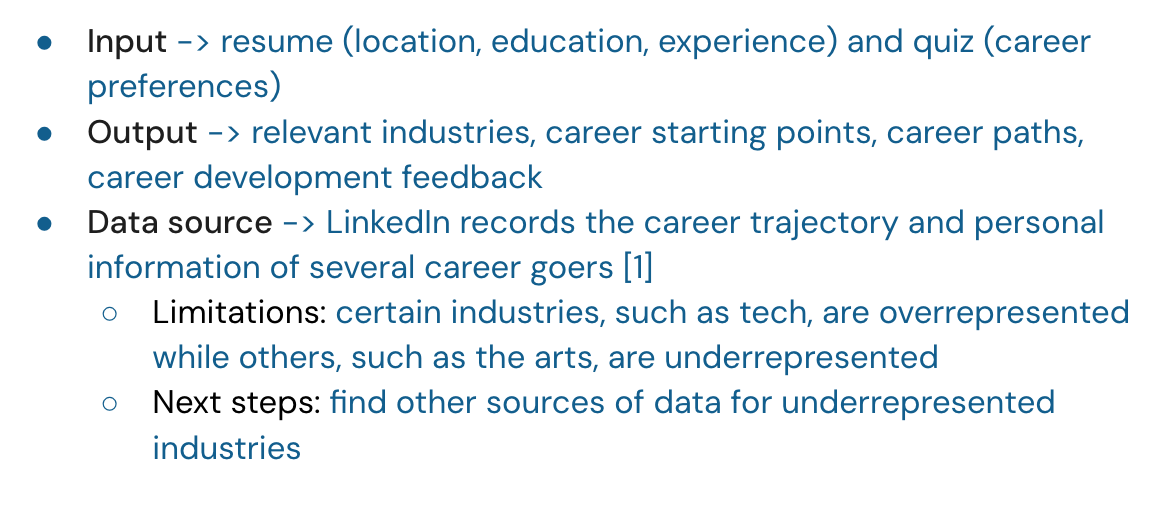 ● Input -> resume (location, education, experience) and quiz (career
preferences)
● Output -> relevant industries, career starting points, career paths,
career development feedback
● Data source -> LinkedIn records the career trajectory and personal
information of several career goers [1]
○ Limitations: certain industries, such as tech, are overrepresented
while others, such as the arts, are underrepresented
○ Next steps: find other sources of data for underrepresented
industries